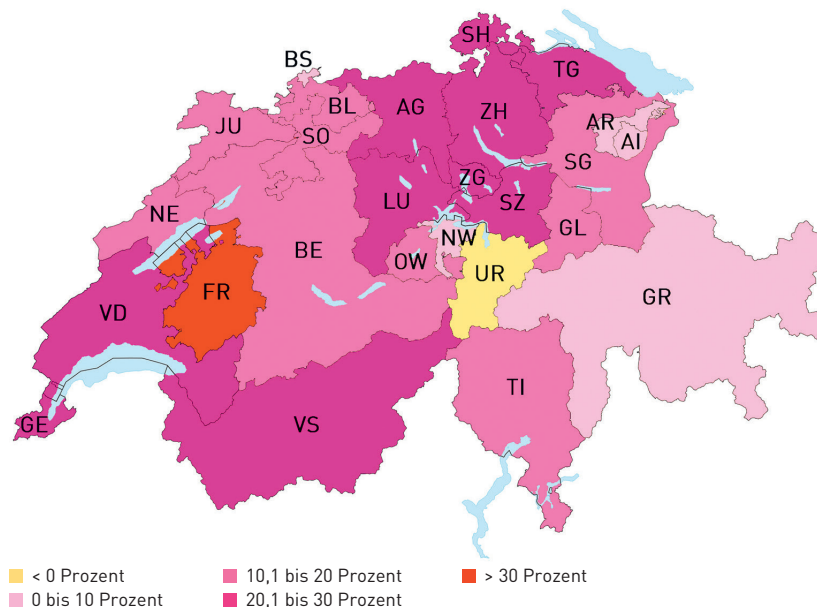 SH
BS
TG
BL
AG
ZH
JU
AR
SO
AI
SG
ZG
LU
SZ
NE
NW
GL
BE
OW
UR
FR
GR
VD
TI
GE
VS
< 0 Prozent
10,1 bis 20 Prozent
> 30 Prozent
0 bis 10 Prozent
20,1 bis 30 Prozent